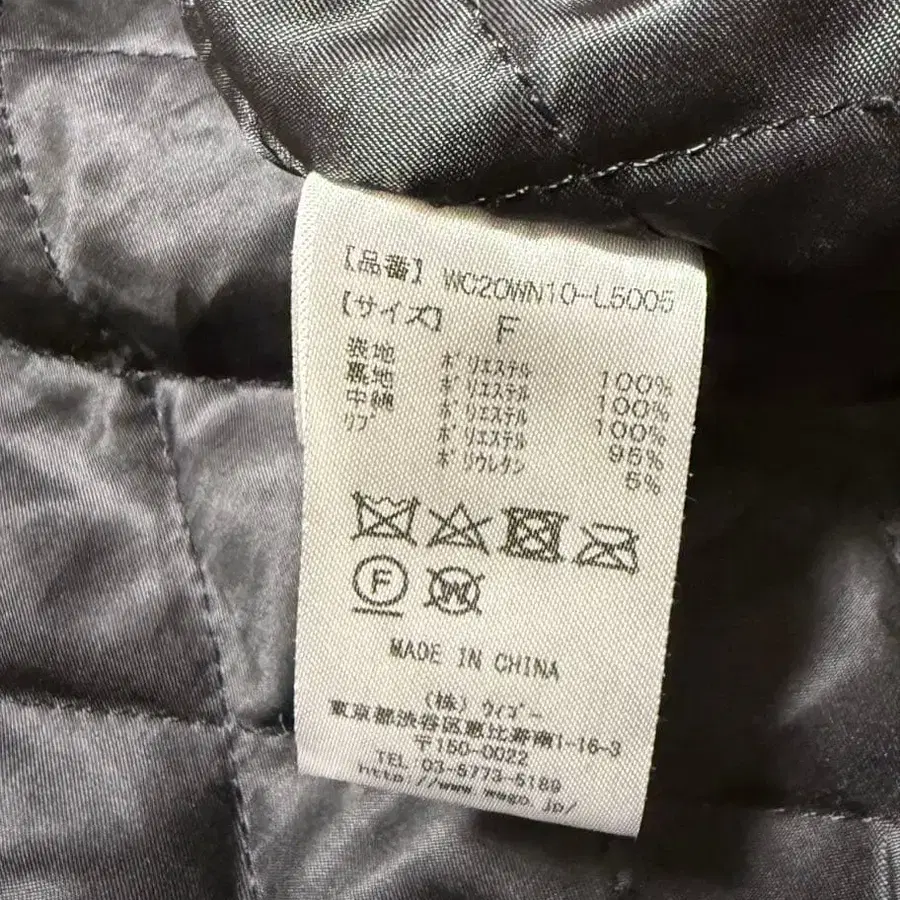 【品番】 WC20WN10-L5005
【サイズ】 F
表地 ポリエステル 100%
裏地 ポリエステル 100%
中綿 ポリエステル 100%
リブ ポリエステル 95%
ポリウレタン 5%
F W
MADE IN CHINA
(株) ウィゴー
東京都渋谷区恵比寿南1-16-3
〒150-0022
TEL 03-5773-5189
http://www.wego.jp/